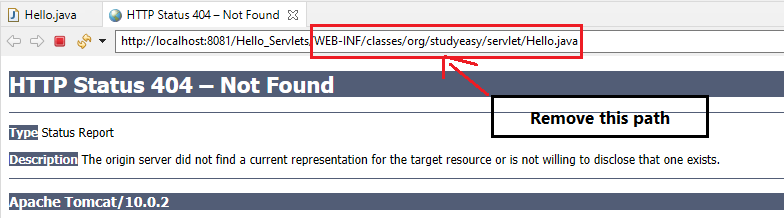 Hello.java
HTTP Status 404 – Not Found
http://localhost:8081/Hello_Servlets/WEB-INF/classes/org/studyeasy/servlet/Hello.java
HTTP Status 404 – Not Found
Remove this path
Type Status Report
Description The origin server did not find a current representation for the target resource or is not willing to disclose that one exists.
Apache Tomcat/10.0.2